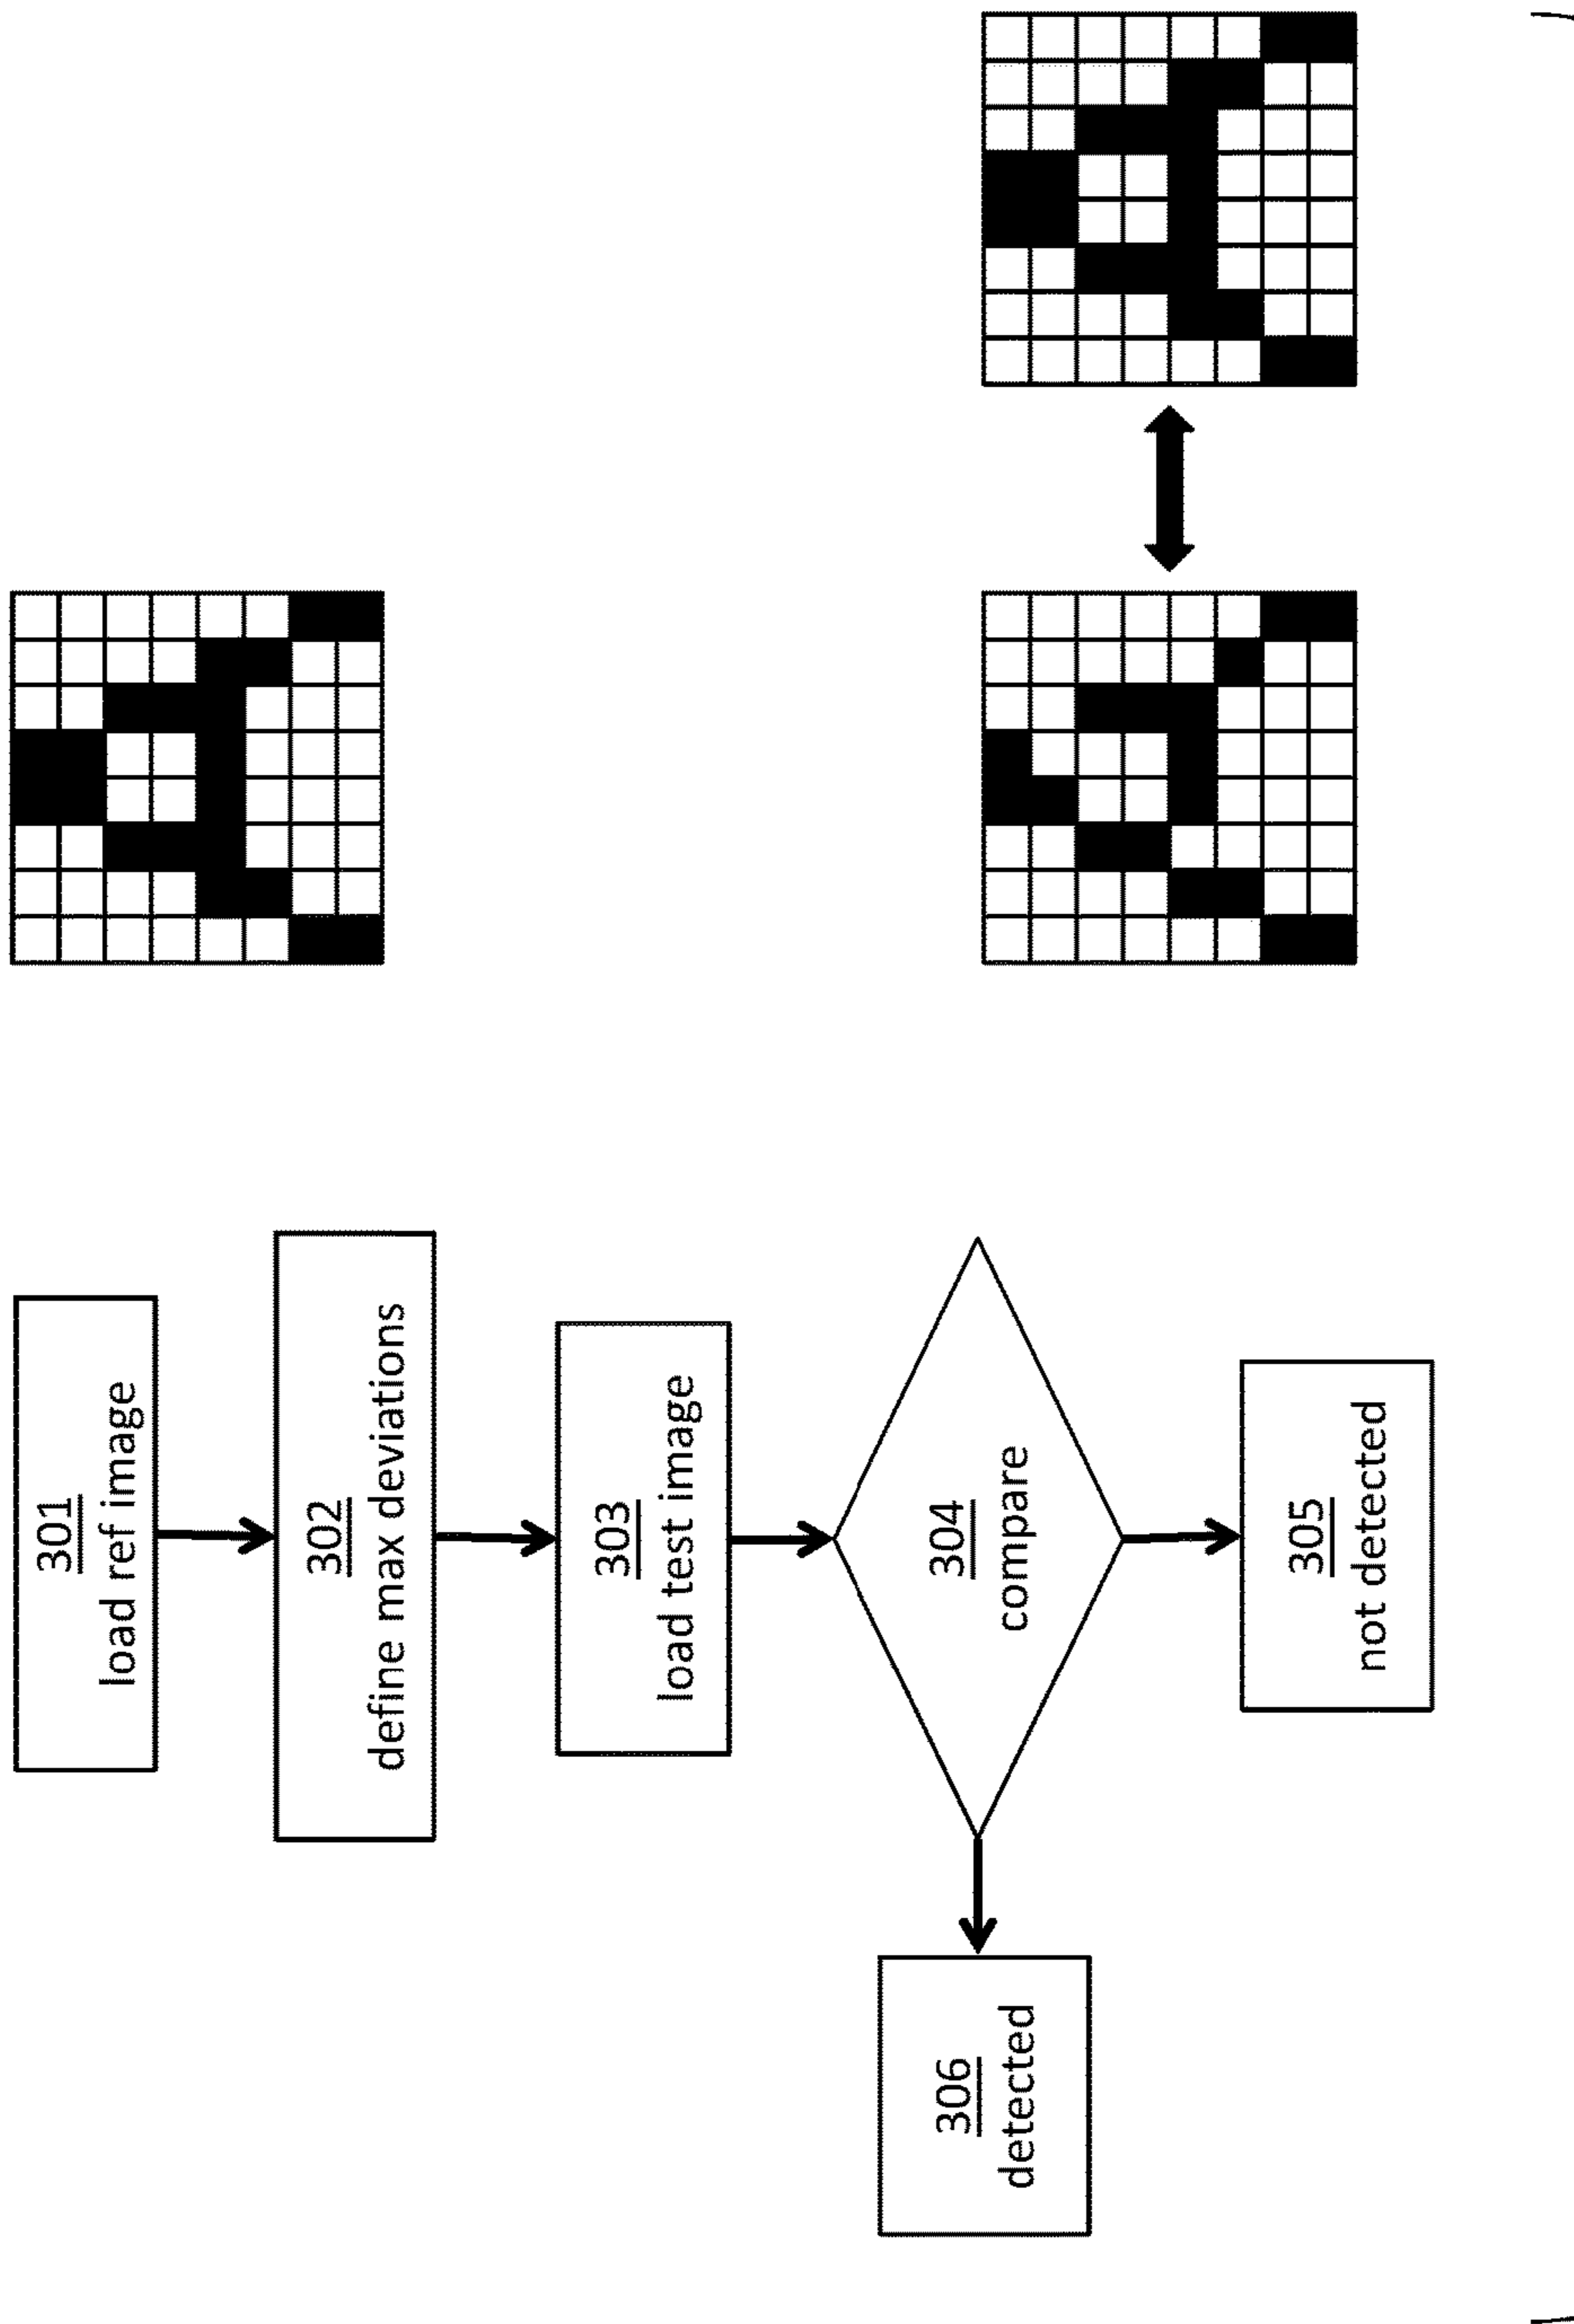 301
load ref image
302
define max deviations
303
load test image
304
compare
305
not detected
306
detected